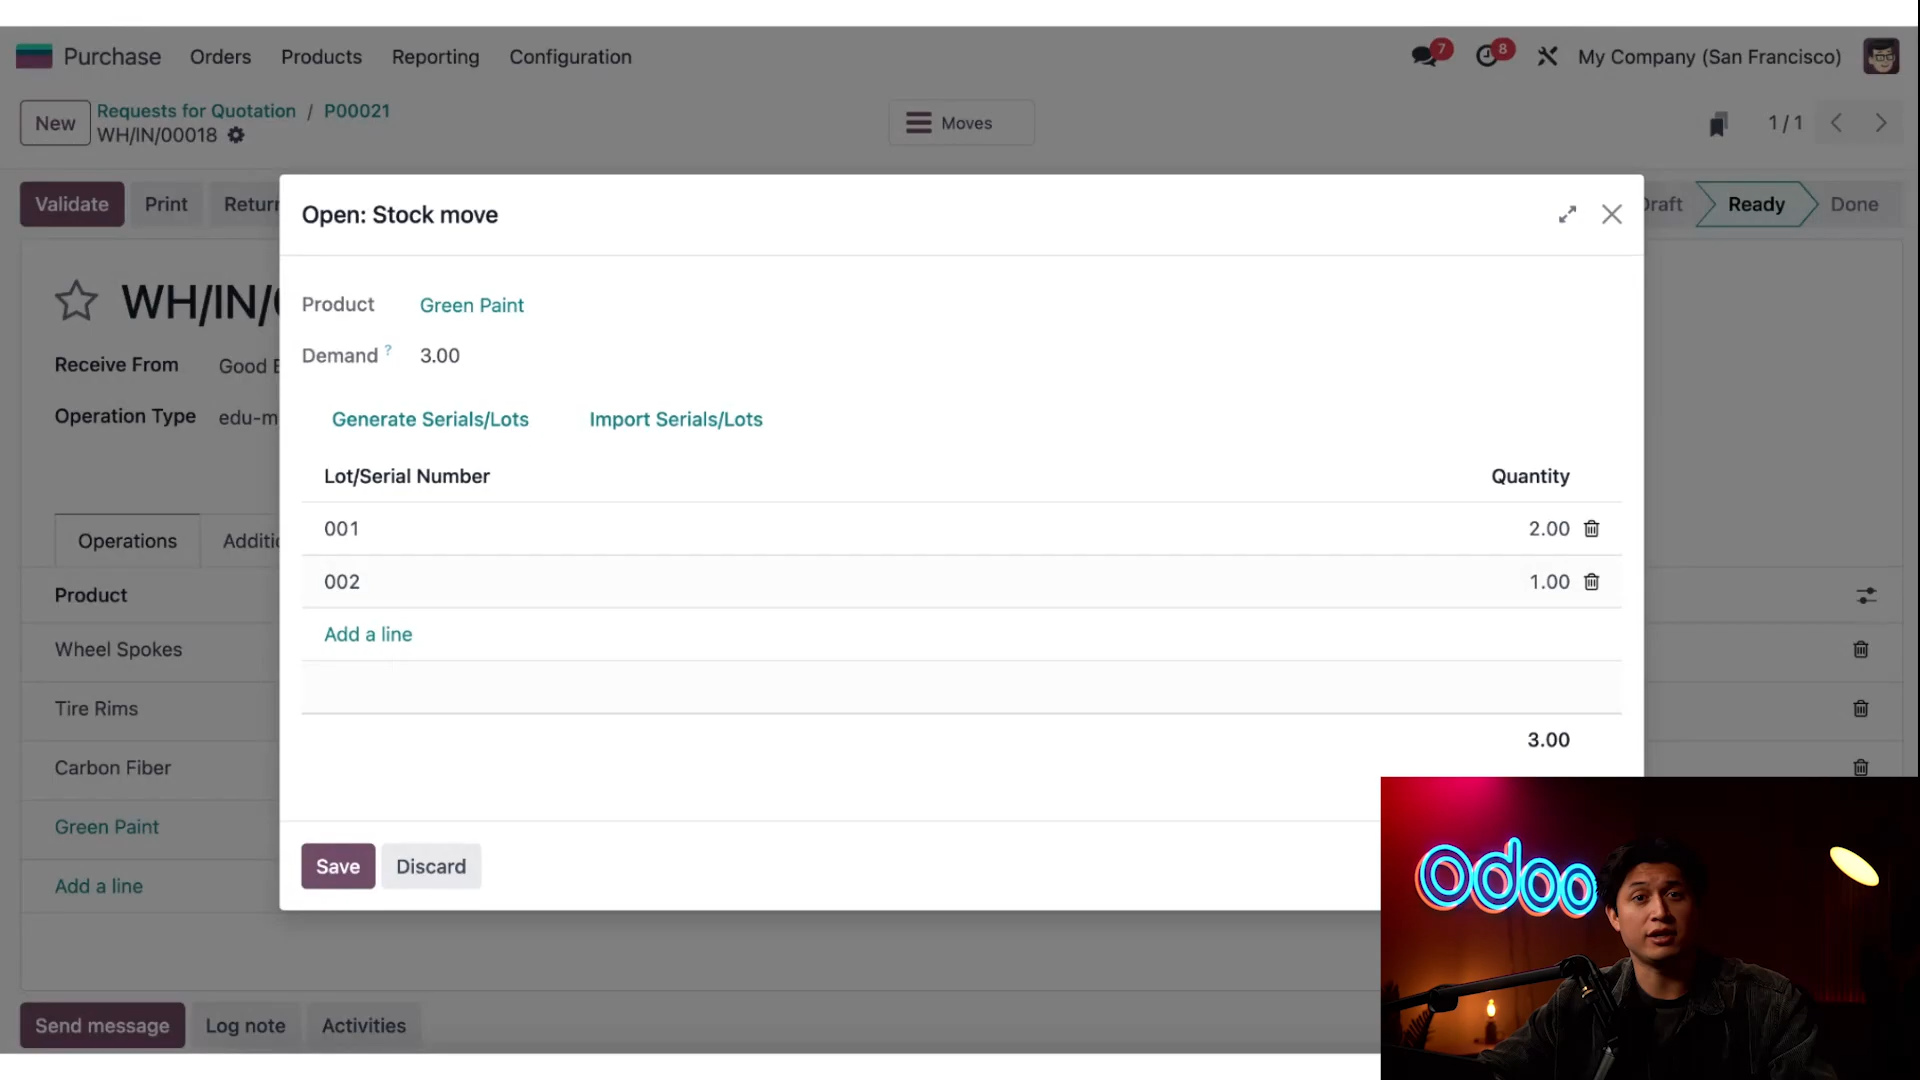 Purchase Orders Products Reporting Configuration 7 8 My Company (San Francisco)
New Requests for Quotation / P00021
WH/IN/00018
Moves
1 / 1
Validate Print Return Draft Ready Done
Open: Stock move
WH/IN/
Product Green Paint
Demand ? 3.00
Receive From Good
Operation Type edu-m
Generate Serials/Lots Import Serials/Lots
Lot/Serial Number Quantity
001 2.00
002 1.00
Add a line
3.00
Save Discard
Operations
Product
Wheel Spokes
Tire Rims
Carbon Fiber
Green Paint
Add a line
Send message Log note Activities
odoo